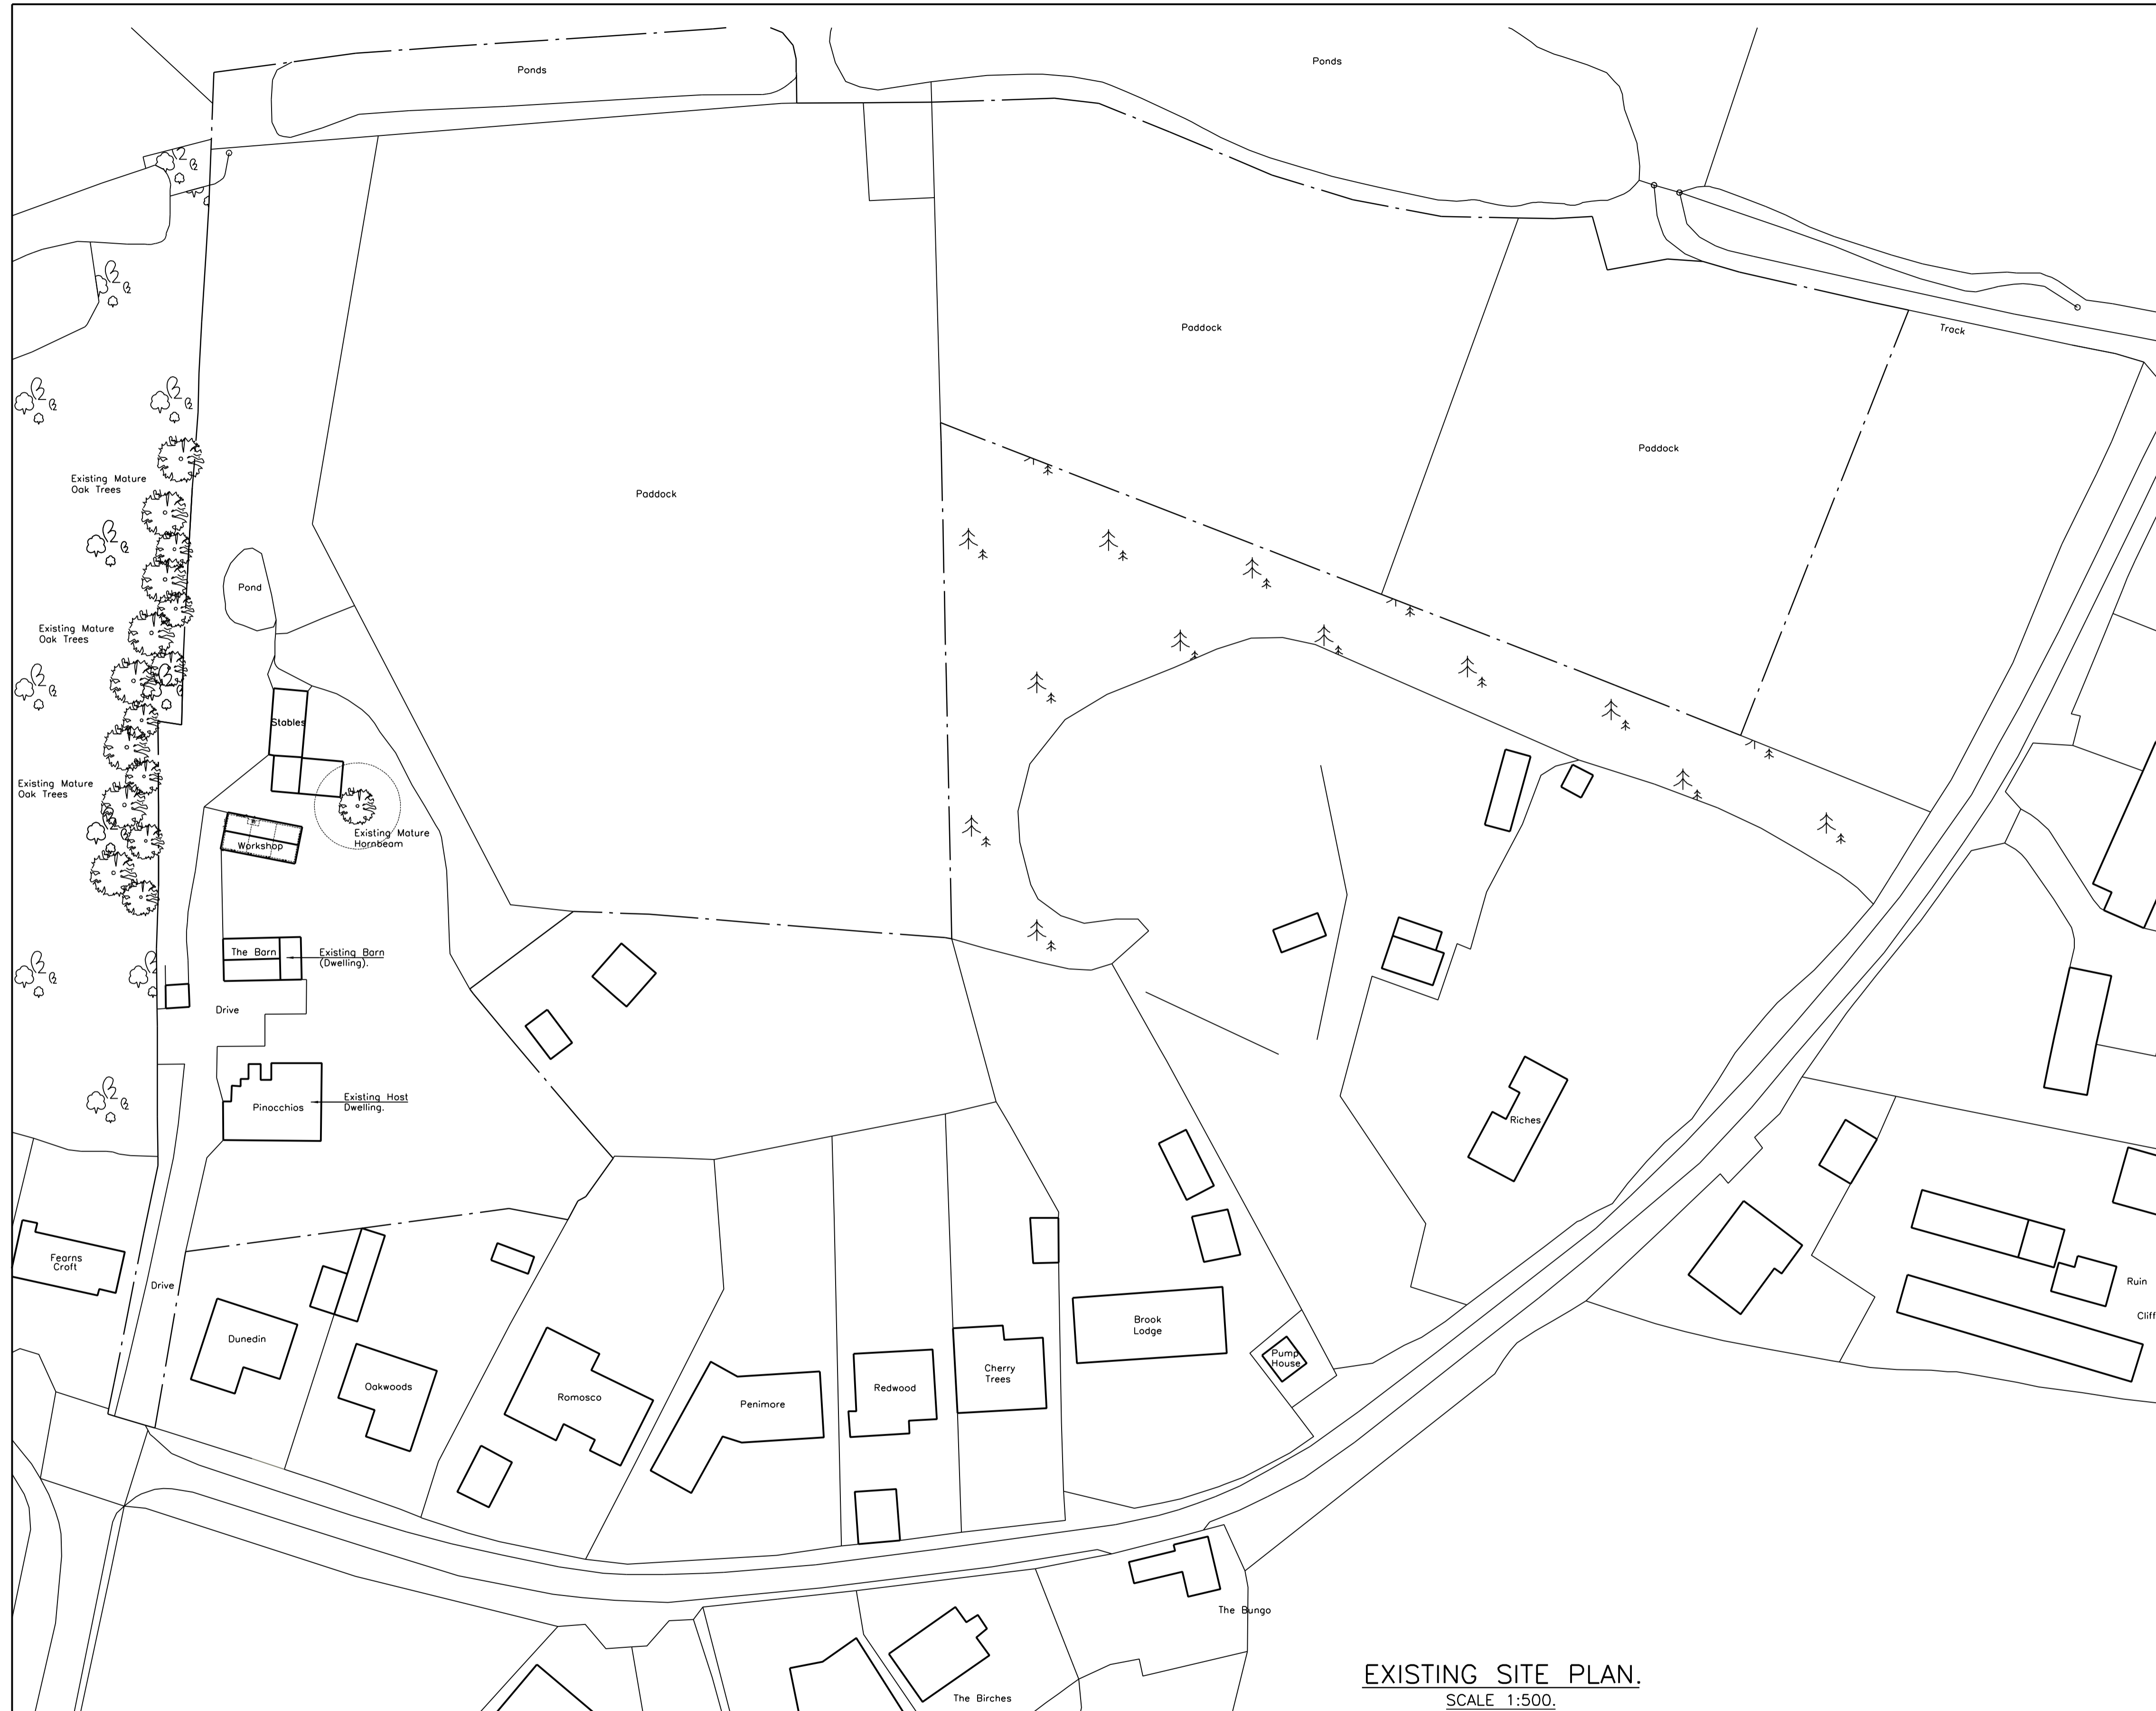 Ponds
Ponds
Track
Paddock
Paddock
Paddock
Existing Mature
Oak Trees
Pond
Existing Mature
Oak Trees
Stables
Existing Mature
Oak Trees
Existing Mature
Hornbeam
Workshop
The Barn
Existing Barn
(Dwelling).
Drive
Existing Host
Dwelling.
Pinocchios
Riches
Fearns
Croft
Drive
Ruin
Cliff
Dunedin
Brook
Lodge
Pump
House
Oakwoods
Romosco
Penimore
Redwood
Cherry
Trees
The Bungo
The Birches
EXISTING SITE PLAN.
SCALE 1:500.